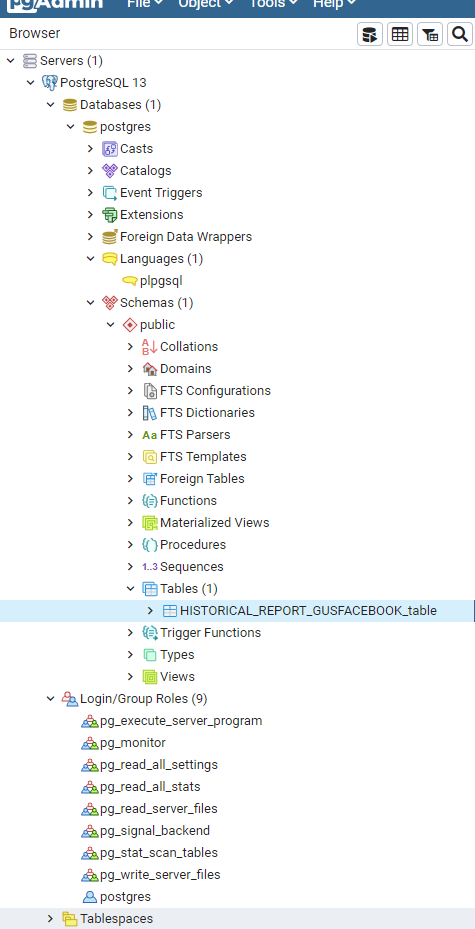 pgAdmin File Object Tools Help
Browser
Servers (1)
PostgreSQL 13
Databases (1)
postgres
Casts
Catalogs
Event Triggers
Extensions
Foreign Data Wrappers
Languages (1)
plpgsql
Schemas (1)
public
Collations
Domains
FTS Configurations
FTS Dictionaries
Aa FTS Parsers
FTS Templates
Foreign Tables
Functions
Materialized Views
Procedures
1..3 Sequences
Tables (1)
HISTORICAL_REPORT_GUSFACEBOOK_table
Trigger Functions
Types
Views
Login/Group Roles (9)
pg_execute_server_program
pg_monitor
pg_read_all_settings
pg_read_all_stats
pg_read_server_files
pg_signal_backend
pg_stat_scan_tables
pg_write_server_files
postgres
Tablespaces